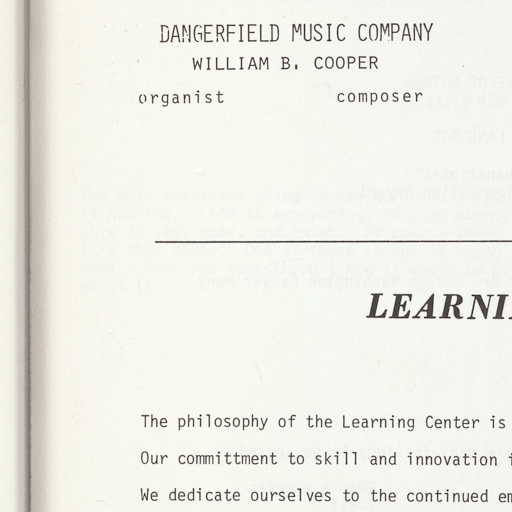 DANGERFIELD MUSIC COMPANY
WILLIAM B. COOPER
organist composer
LEARNI
The philosophy of the Learning Center is
Our committment to skill and innovation i
We dedicate ourselves to the continued em